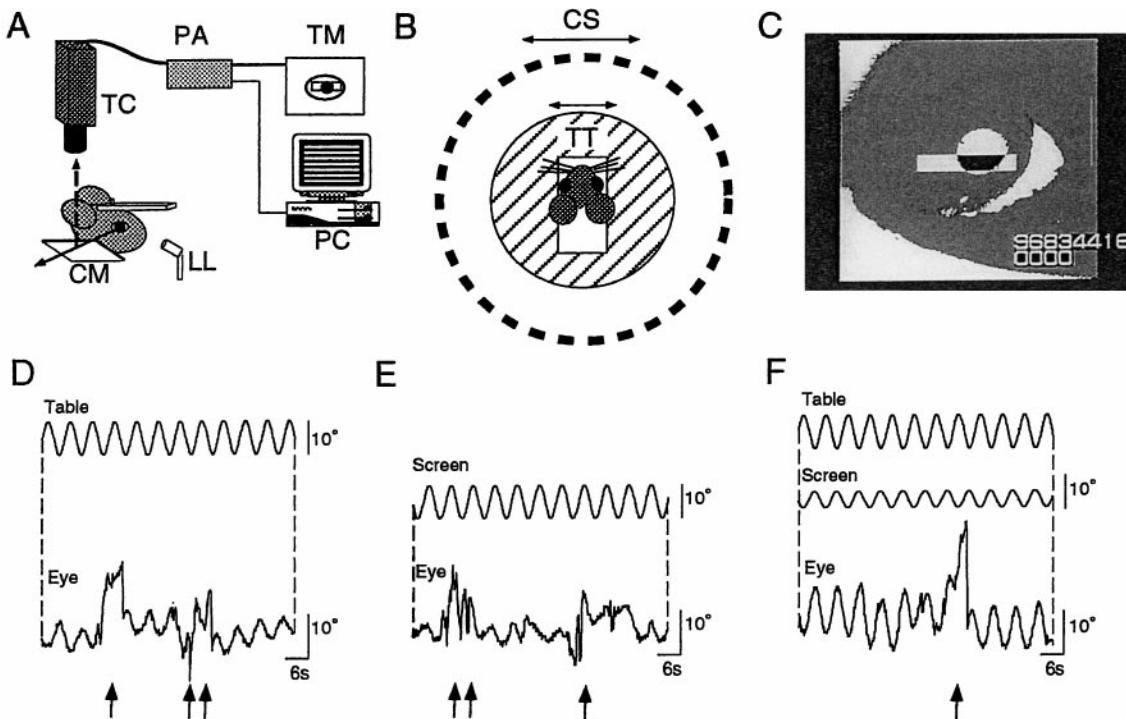 A
PA
TM
TC
CM
LL
PC
B
CS
TT
C
96834416
0000
D
Table
10°
Eye
10°
6s
E
Screen
10°
Eye
10°
6s
F
Table
Screen
10°
Eye
10°
6s